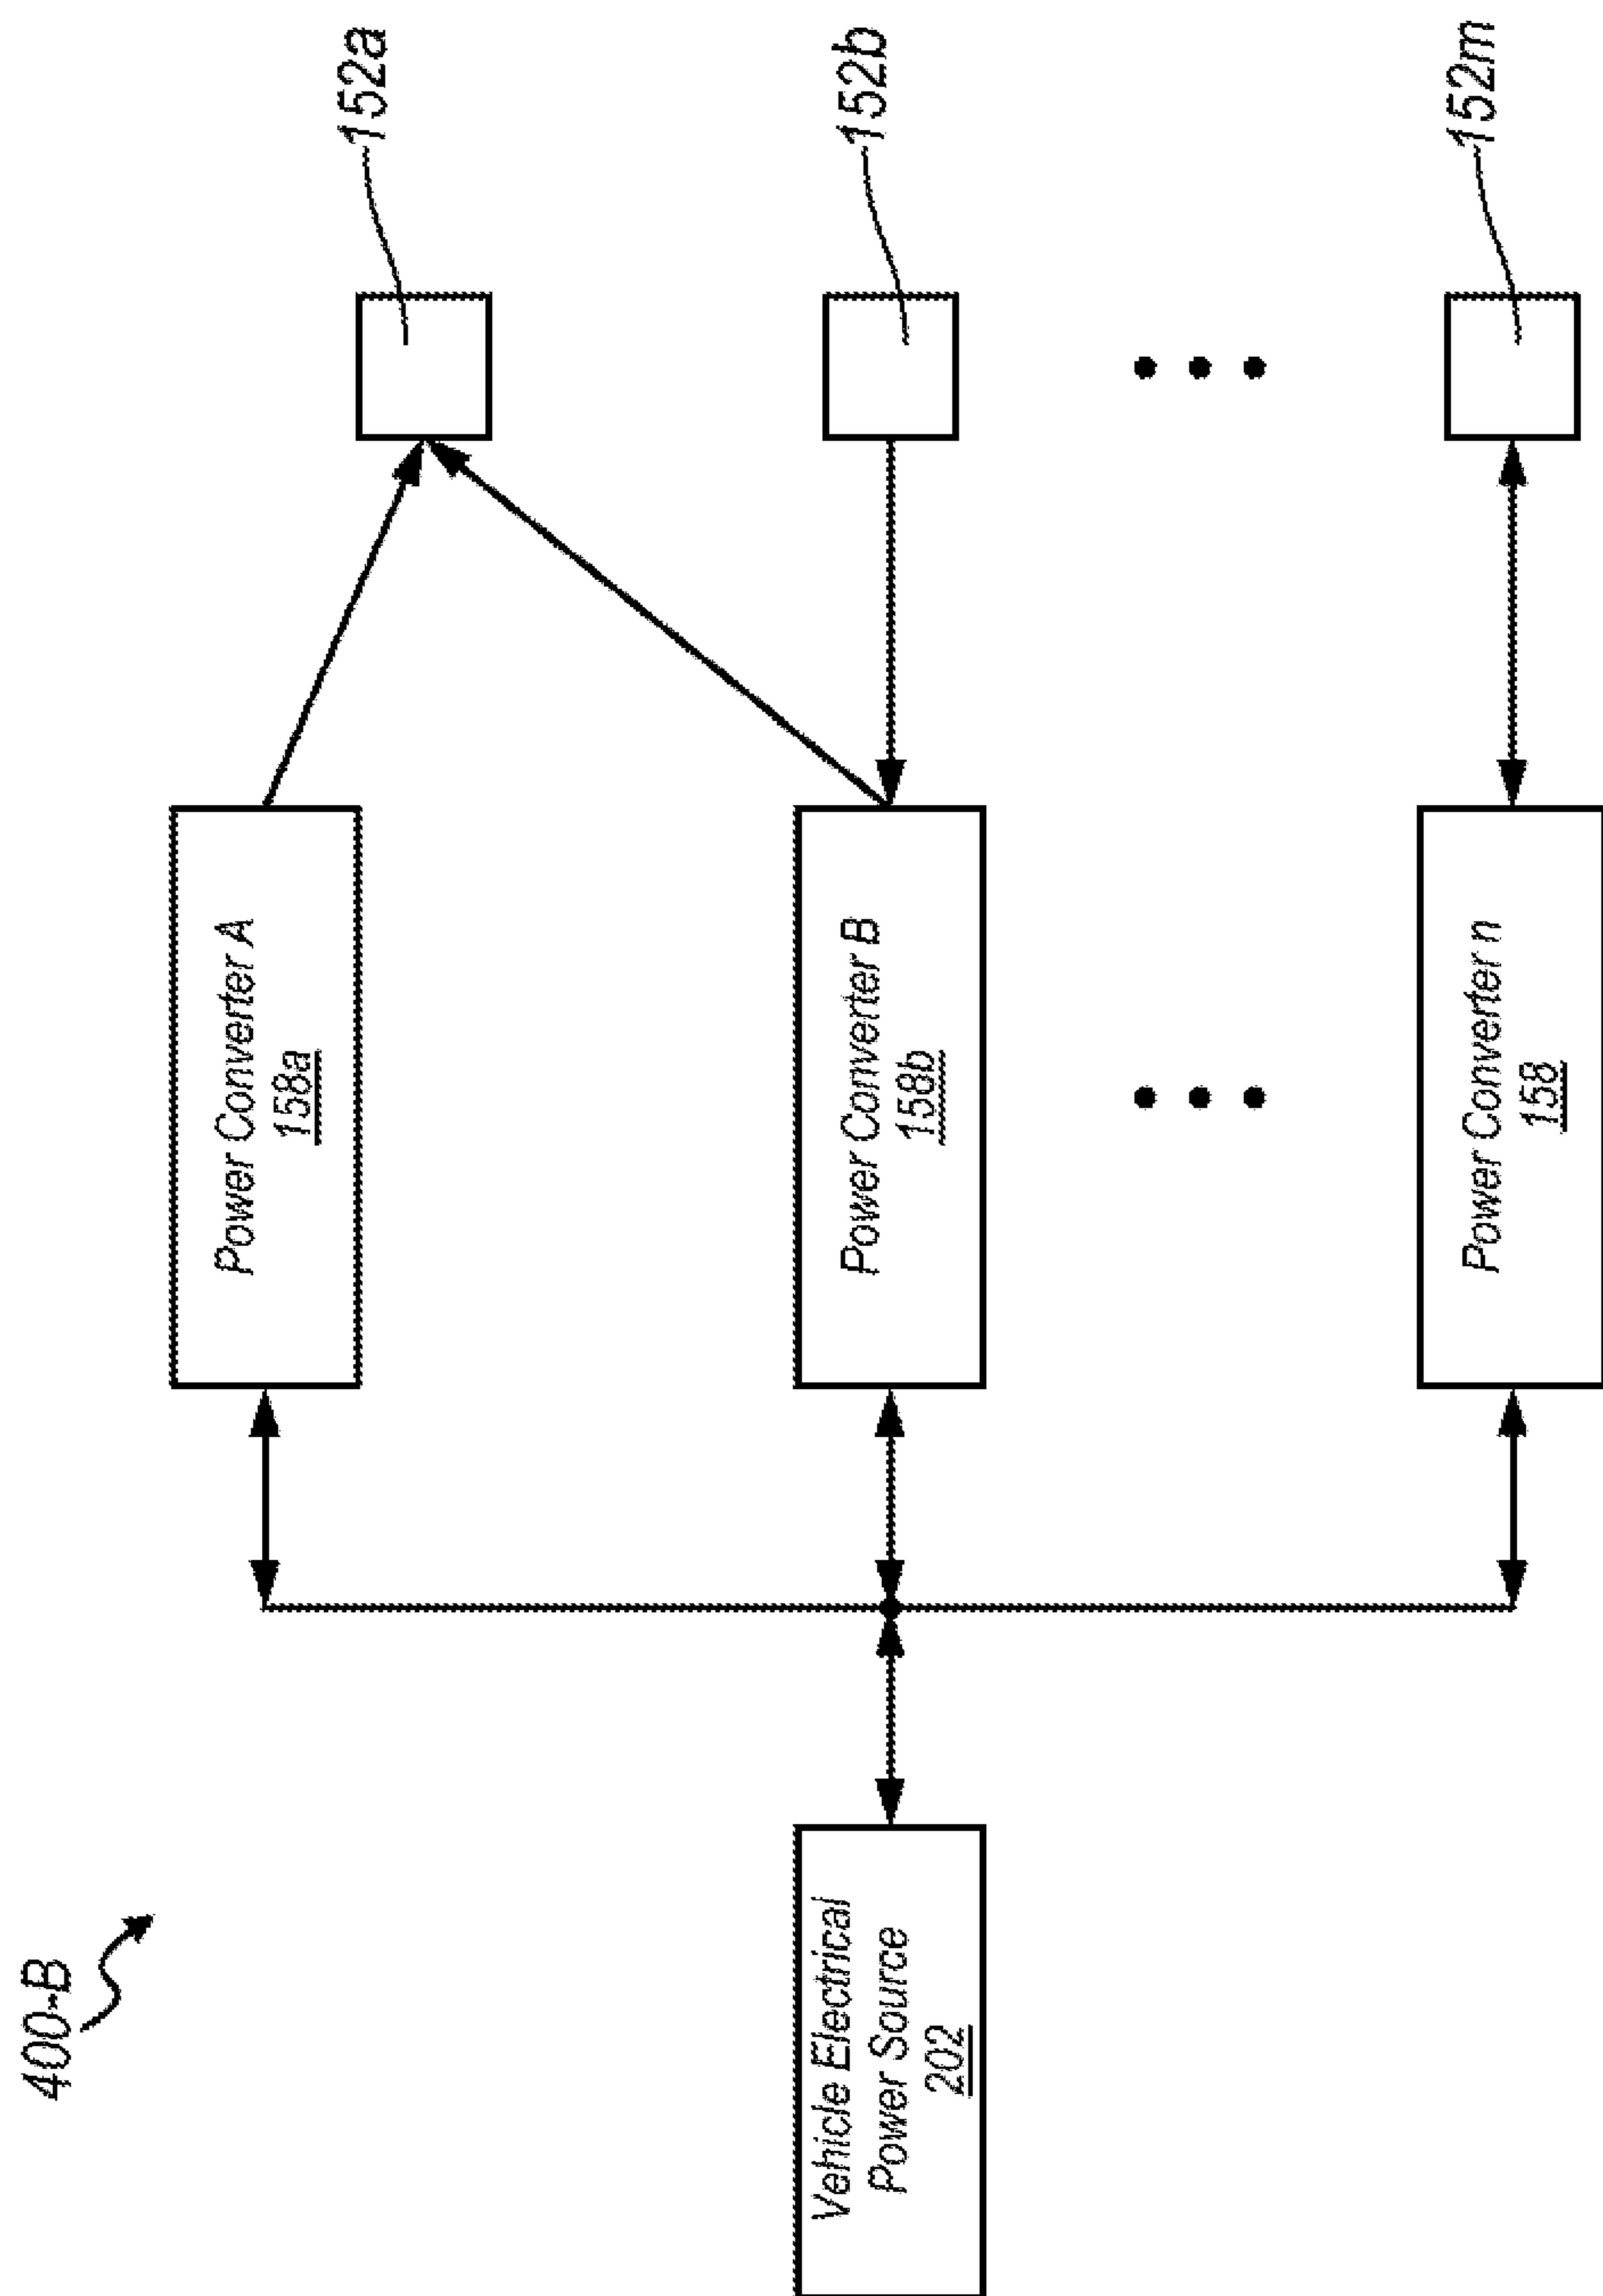 400-B
Vehicle Electrical
Power Source
202
Power Converter A
158a
Power Converter B
158b
Power Converter n
158
152a
152b
152m